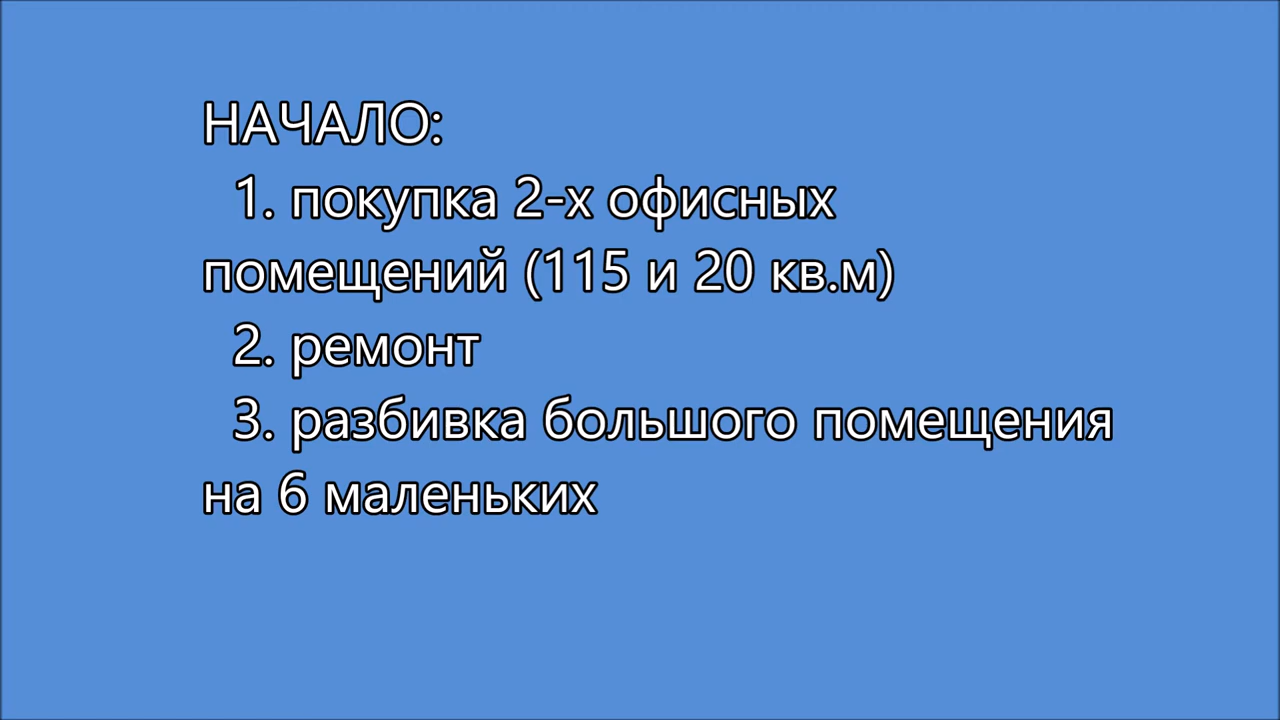 НАЧАЛО:
1. покупка 2-х офисных
помещений (115 и 20 кв.м)
2. ремонт
3. разбивка большого помещения
на 6 маленьких